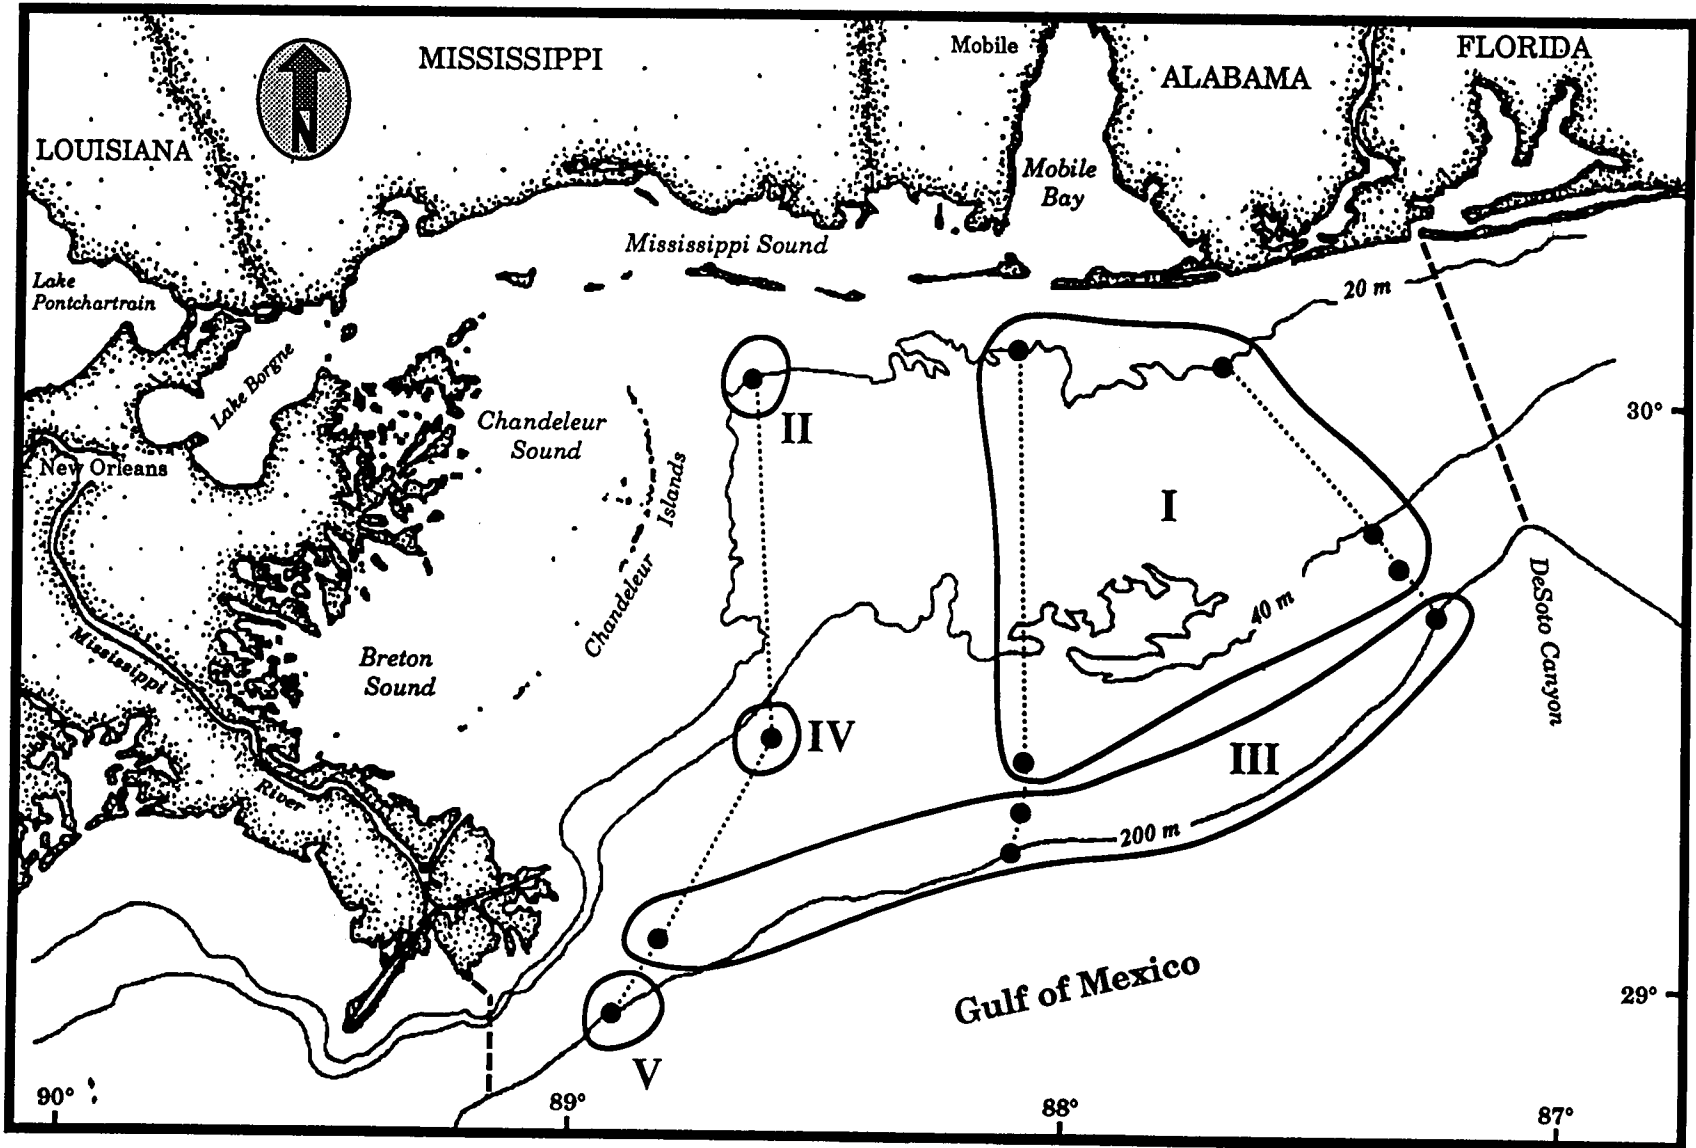 MISSISSIPPI
Mobile
FLORIDA
ALABAMA
N
LOUISIANA
Mobile
Bay
Mississippi Sound
Lake
Pontchartrain
20 m
Lake Borgne
30°
II
Chandeleur
Sound
New Orleans
Islands
Chandeleur
I
DeSoto Canyon
40 m
Mississippi
River
Breton
Sound
IV
III
200 m
Gulf of Mexico
29°
V
90°
89°
88°
87°